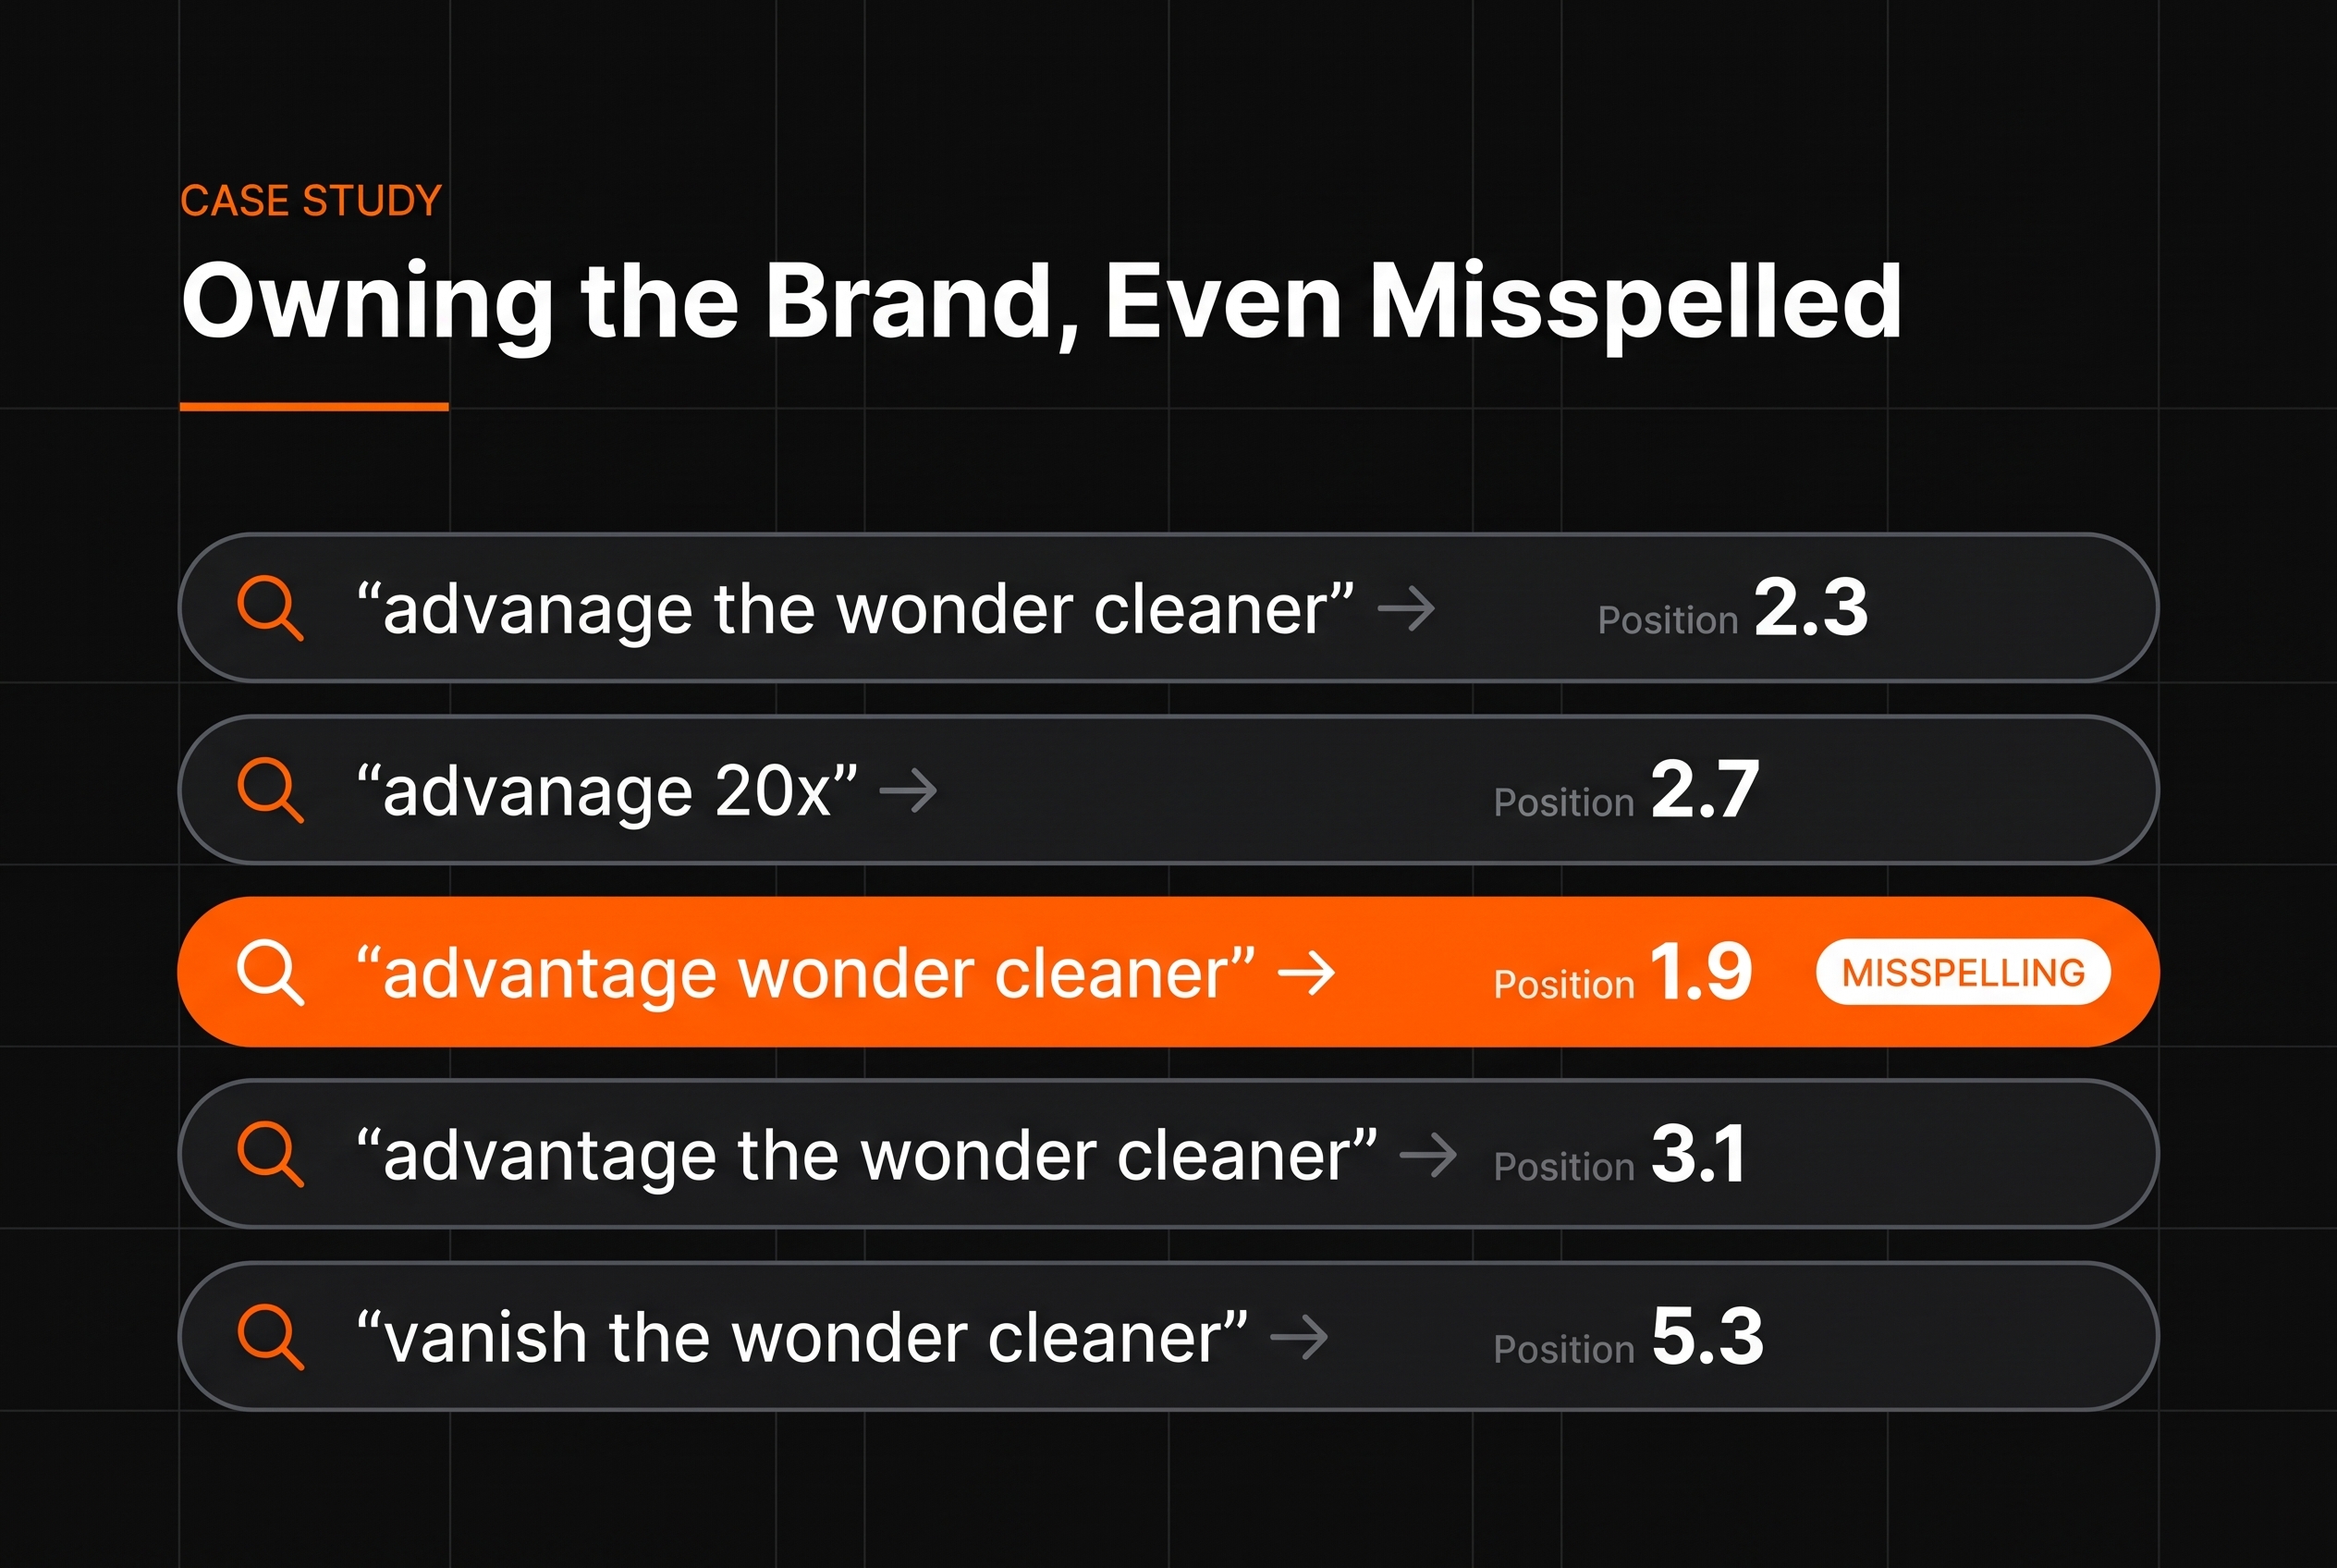 CASE STUDY
Owning the Brand, Even Misspelled
“advanage the wonder cleaner” → Position 2.3
“advanage 20x” → Position 2.7
“advantage wonder cleaner” → Position 1.9 MISSPELLING
“advantage the wonder cleaner” → Position 3.1
“vanish the wonder cleaner” → Position 5.3